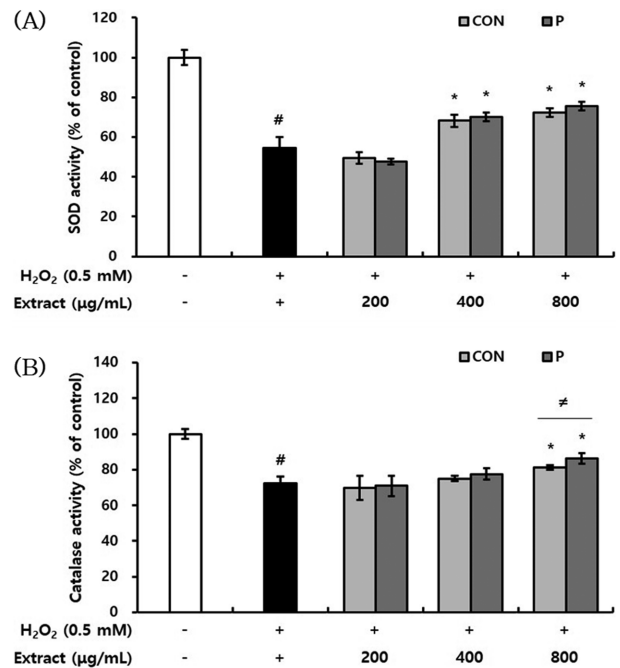 (A)
120
CON P
100
80
60
40
20
0
SOD activity (% of control)
#
* * * *
H₂O₂ (0.5 mM) - + + + +
Extract (μg/mL) - + 200 400 800
(B)
140
CON P
120
100
80
60
40
20
0
Catalase activity (% of control)
≠
#
* *
H₂O₂ (0.5 mM) - + + + +
Extract (μg/mL) - + 200 400 800